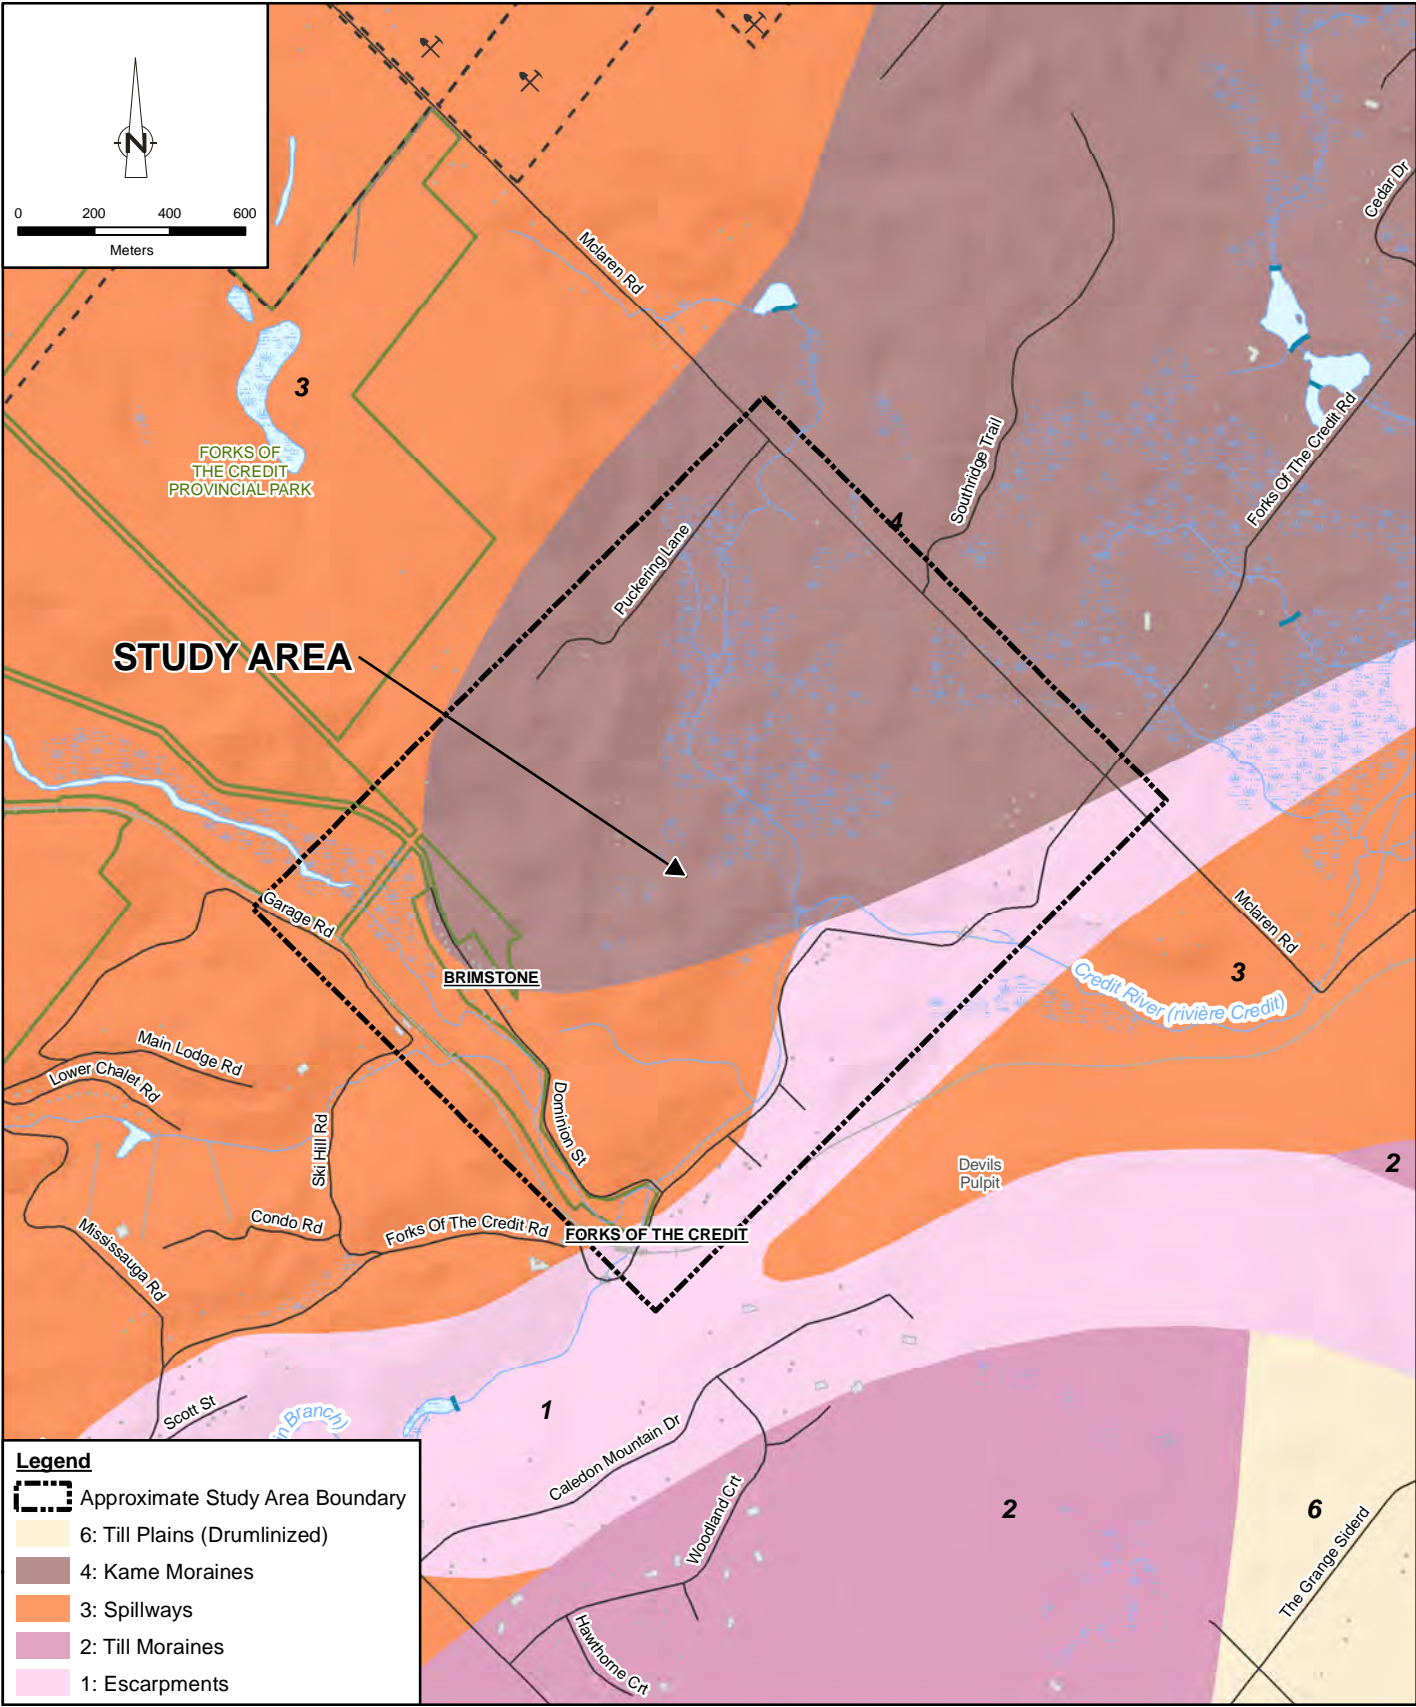 N
0 200 400 600
Meters
Mclaren Rd
Cedar Dr
3
FORKS OF
THE CREDIT
PROVINCIAL PARK
Southridge Trail
Forks Of The Credit Rd
4
Puckering Lane
STUDY AREA
Garage Rd
BRIMSTONE
Mclaren Rd
3
Credit River (rivière Credit)
Main Lodge Rd
Lower Chalet Rd
Dominion St
Ski Hill Rd
Devils
Pulpit
2
Condo Rd
Forks Of The Credit Rd
FORKS OF THE CREDIT
Mississauga Rd
Scott St
in Branch)
1
Caledon Mountain Dr
Woodland Crt
2
6
The Grange Siderd
Hawthorne Crt
Legend
Approximate Study Area Boundary
6: Till Plains (Drumlinized)
4: Kame Moraines
3: Spillways
2: Till Moraines
1: Escarpments